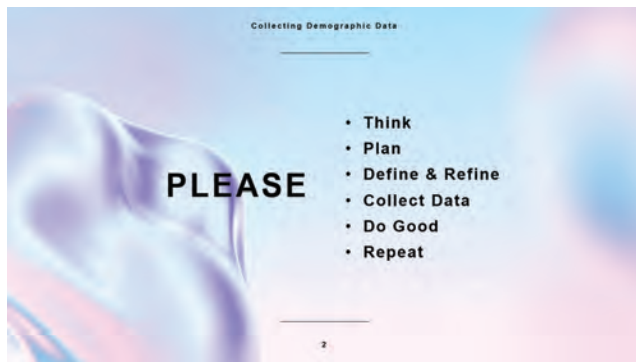 Collecting Demographic Data
PLEASE
• Think
• Plan
• Define & Refine
• Collect Data
• Do Good
• Repeat
2